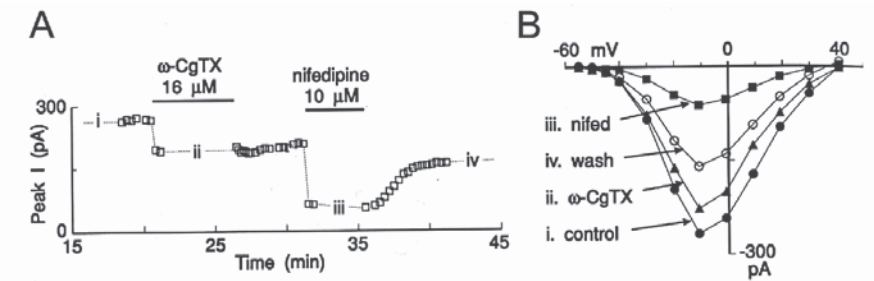 A
ω-CgTX
16 μM
nifedipine
10 μM
300
i
ii
iii
iv
0
Peak I (pA)
15
25
35
45
Time (min)
B
-60 mV
0
40
iii. nifed
iv. wash
ii. ω-CgTX
i. control
-300
pA